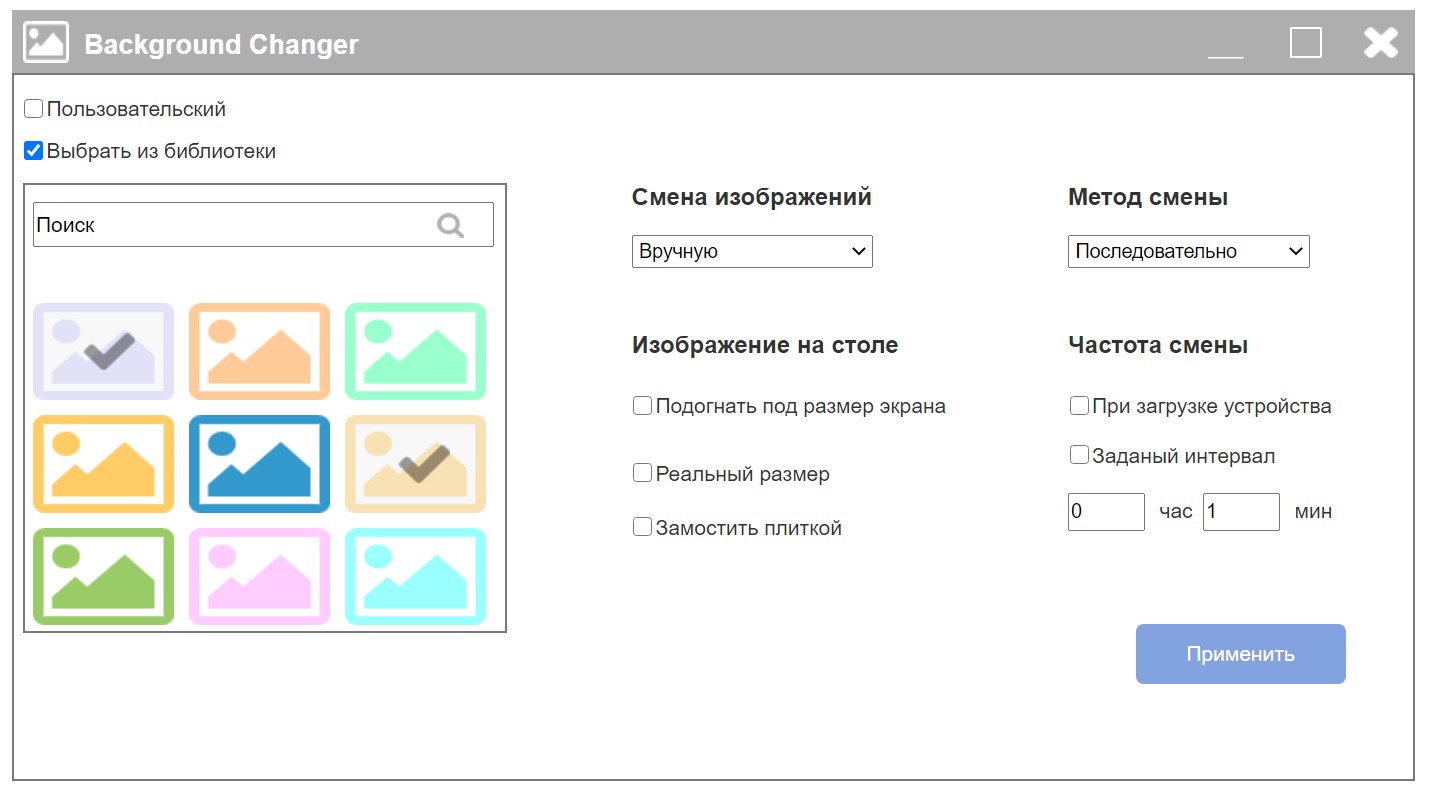 Background Changer
Пользовательский
Выбрать из библиотеки
Поиск
Смена изображений
Вручную
Метод смены
Последовательно
Изображение на столе
Подогнать под размер экрана
Реальный размер
Замостить плиткой
Частота смены
При загрузке устройства
Заданый интервал
0 час 1 мин
Применить